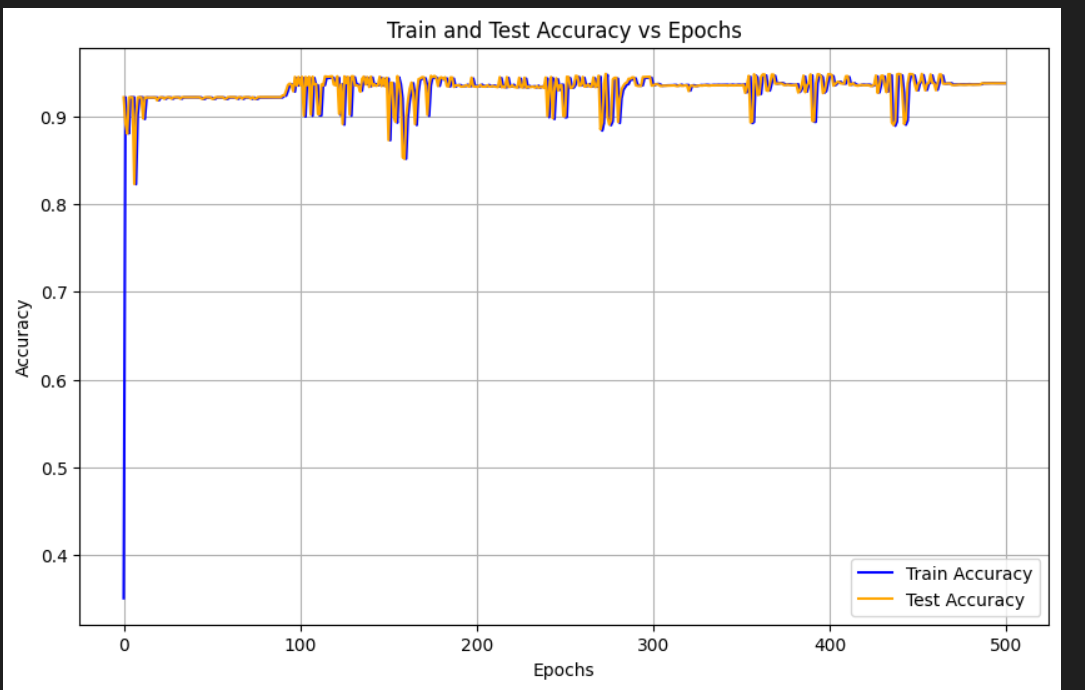 Train and Test Accuracy vs Epochs
Accuracy
0.9
0.8
0.7
0.6
0.5
0.4
Train Accuracy
Test Accuracy
0 100 200 300 400 500
Epochs